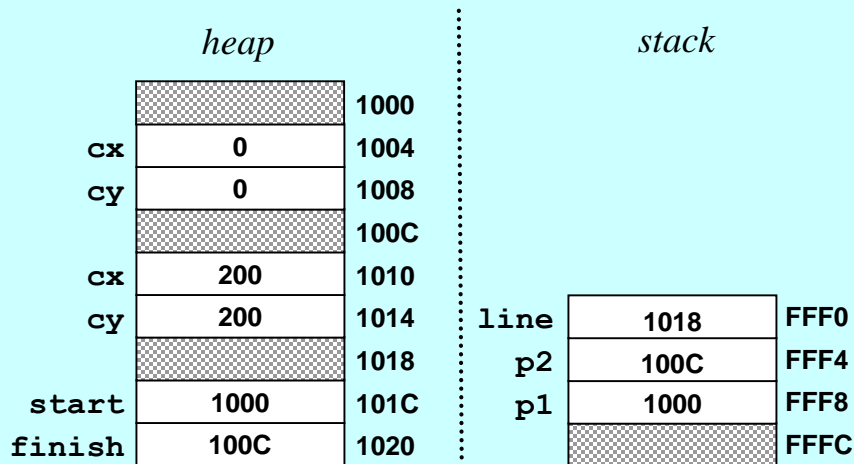 heap
stack
1000
cx 0 1004
cy 0 1008
100C
cx 200 1010
cy 200 1014
1018
start 1000 101C
finish 100C 1020
line 1018 FFF0
p2 100C FFF4
p1 1000 FFF8
FFFC